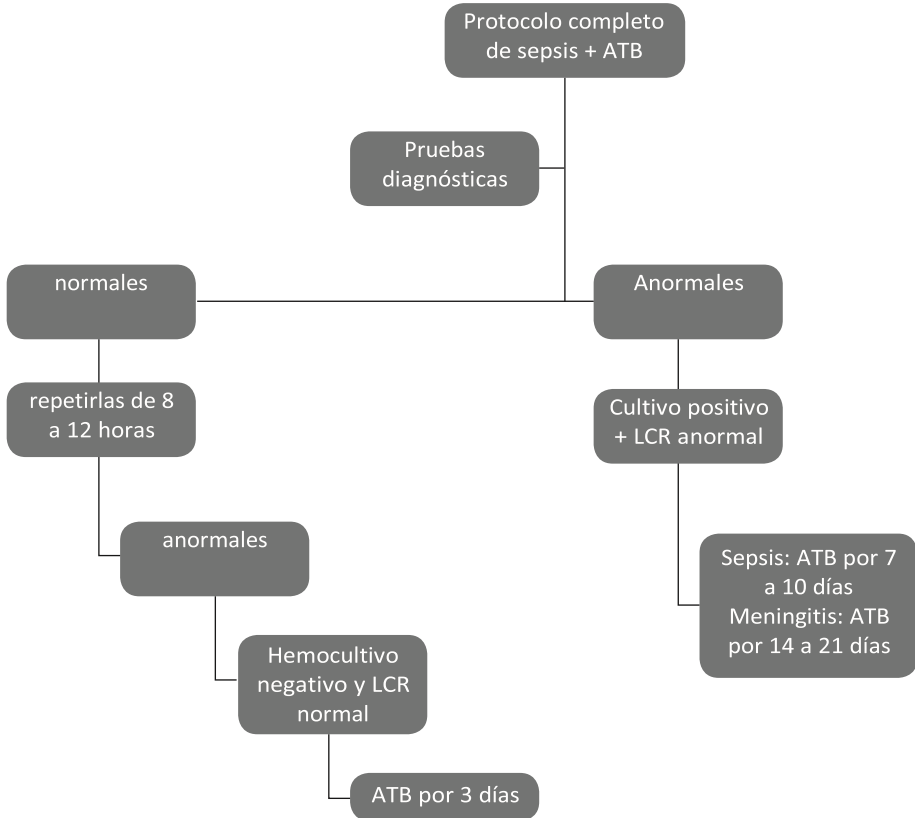 Protocolo completo
de sepsis + ATB
Pruebas
diagnósticas
normales
Anormales
repetirlas de 8
a 12 horas
Cultivo positivo
+ LCR anormal
anormales
Sepsis: ATB por 7
a 10 días
Meningitis: ATB
por 14 a 21 días
Hemocultivo
negativo y LCR
normal
ATB por 3 días